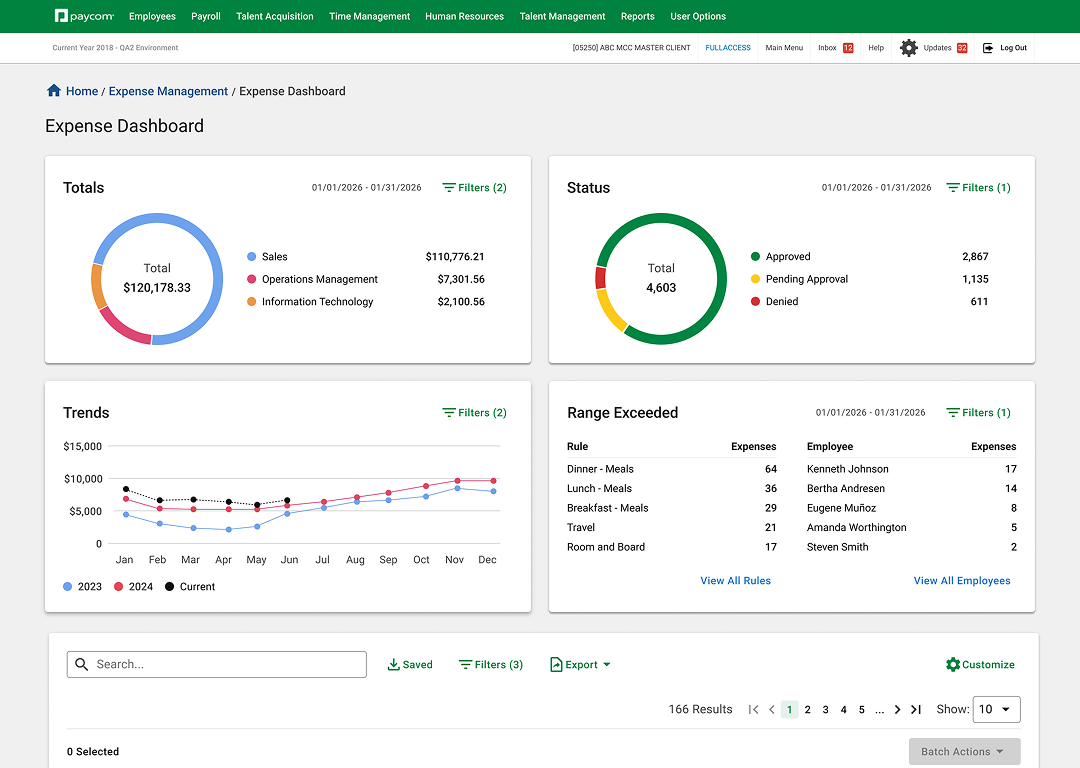 paycom Employees Payroll Talent Acquisition Time Management Human Resources Talent Management Reports User Options
Current Year 2018 - QA2 Environment [05250] ABC MCC MASTER CLIENT FULLACCESS Main Menu Inbox 12 Help Updates 32 Log Out
Home / Expense Management / Expense Dashboard
Expense Dashboard
Totals 01/01/2026 - 01/31/2026 Filters (2)
Total
$120,178.33
Sales $110,776.21
Operations Management $7,301.56
Information Technology $2,100.56
Status 01/01/2026 - 01/31/2026 Filters (1)
Total
4,603
Approved 2,867
Pending Approval 1,135
Denied 611
Trends Filters (2)
$15,000
$10,000
$5,000
0
Jan Feb Mar Apr May Jun Jul Aug Sep Oct Nov Dec
2023 2024 Current
Range Exceeded 01/01/2026 - 01/31/2026 Filters (1)
Rule Expenses Employee Expenses
Dinner - Meals 64 Kenneth Johnson 17
Lunch - Meals 36 Bertha Andresen 14
Breakfast - Meals 29 Eugene Muñoz 8
Travel 21 Amanda Worthington 5
Room and Board 17 Steven Smith 2
View All Rules View All Employees
Search... Saved Filters (3) Export Customize
166 Results 1 2 3 4 5 ... Show: 10
0 Selected Batch Actions